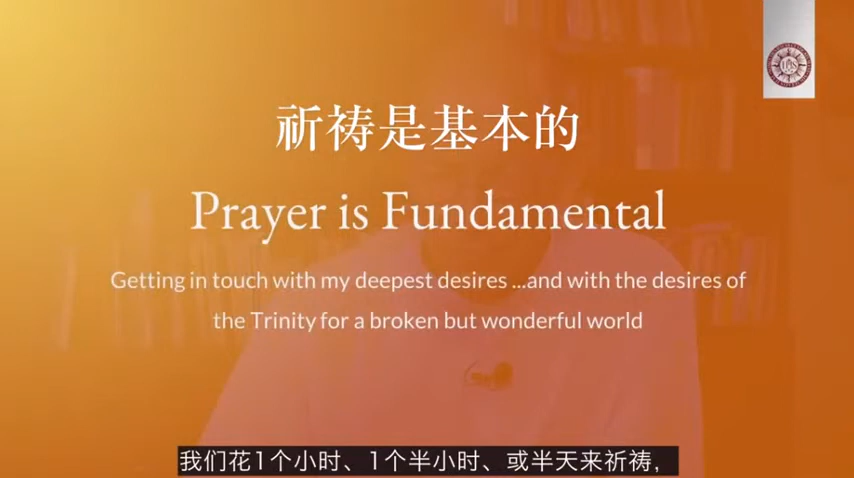 IHS
祈祷是基本的
Prayer is Fundamental
Getting in touch with my deepest desires ...and with the desires of
the Trinity for a broken but wonderful world
我们花1个小时、1个半小时、或半天来祈祷，